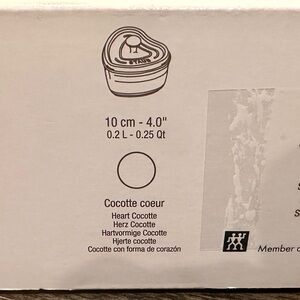 STAUB
10 cm - 4.0"
0.2 L - 0.25 Qt
Cocotte coeur
Heart Cocotte
Herz Cocotte
Hartvormige Cocotte
Hjerte cocotte
Cocotte con forma de corazón
Member